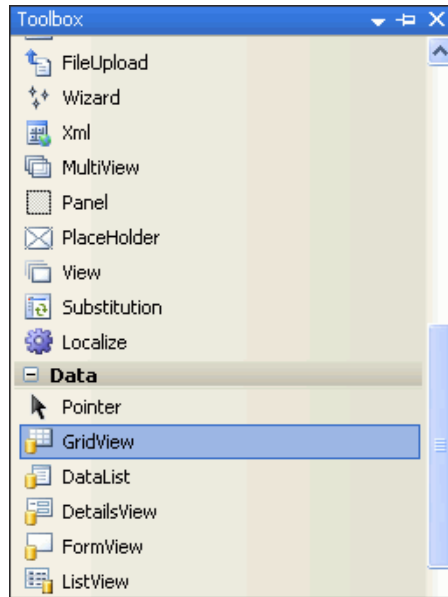 Toolbox
FileUpload
Wizard
Xml
MultiView
Panel
PlaceHolder
View
Substitution
Localize
Data
Pointer
GridView
DataList
DetailsView
FormView
ListView